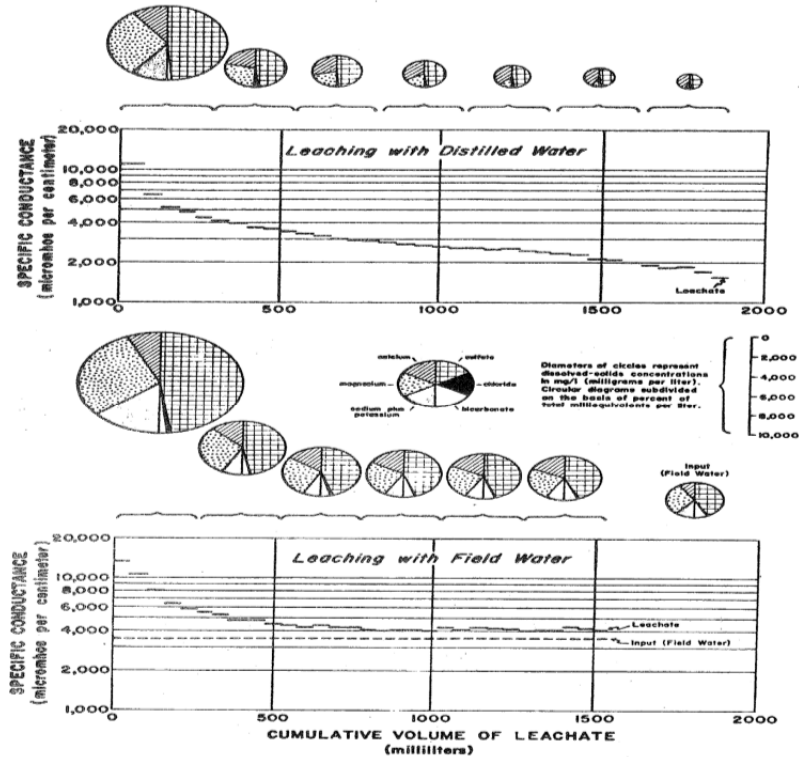 SPECIFIC CONDUCTANCE
(micromhos per centimeter)
20,000
10,000
8,000
6,000
4,000
2,000
1,000
Leaching with Distilled Water
Leachate
0
500
1000
1500
2000
calcium
sulfate
magnesium
chloride
sodium plus
potassium
bicarbonate
Diameters of circles represent
dissolved-solids concentrations
in mg/l (milligrams per liter).
Circular diagrams subdivided
on the basis of percent of
total milliequivalents per liter.
0
2,000
4,000
6,000
8,000
10,000
Input
(Field Water)
SPECIFIC CONDUCTANCE
(micromhos per centimeter)
20,000
10,000
8,000
6,000
4,000
2,000
1,000
Leaching with Field Water
Leachate
Input (Field Water)
0
500
1000
1500
2000
CUMULATIVE VOLUME OF LEACHATE
(milliliters)